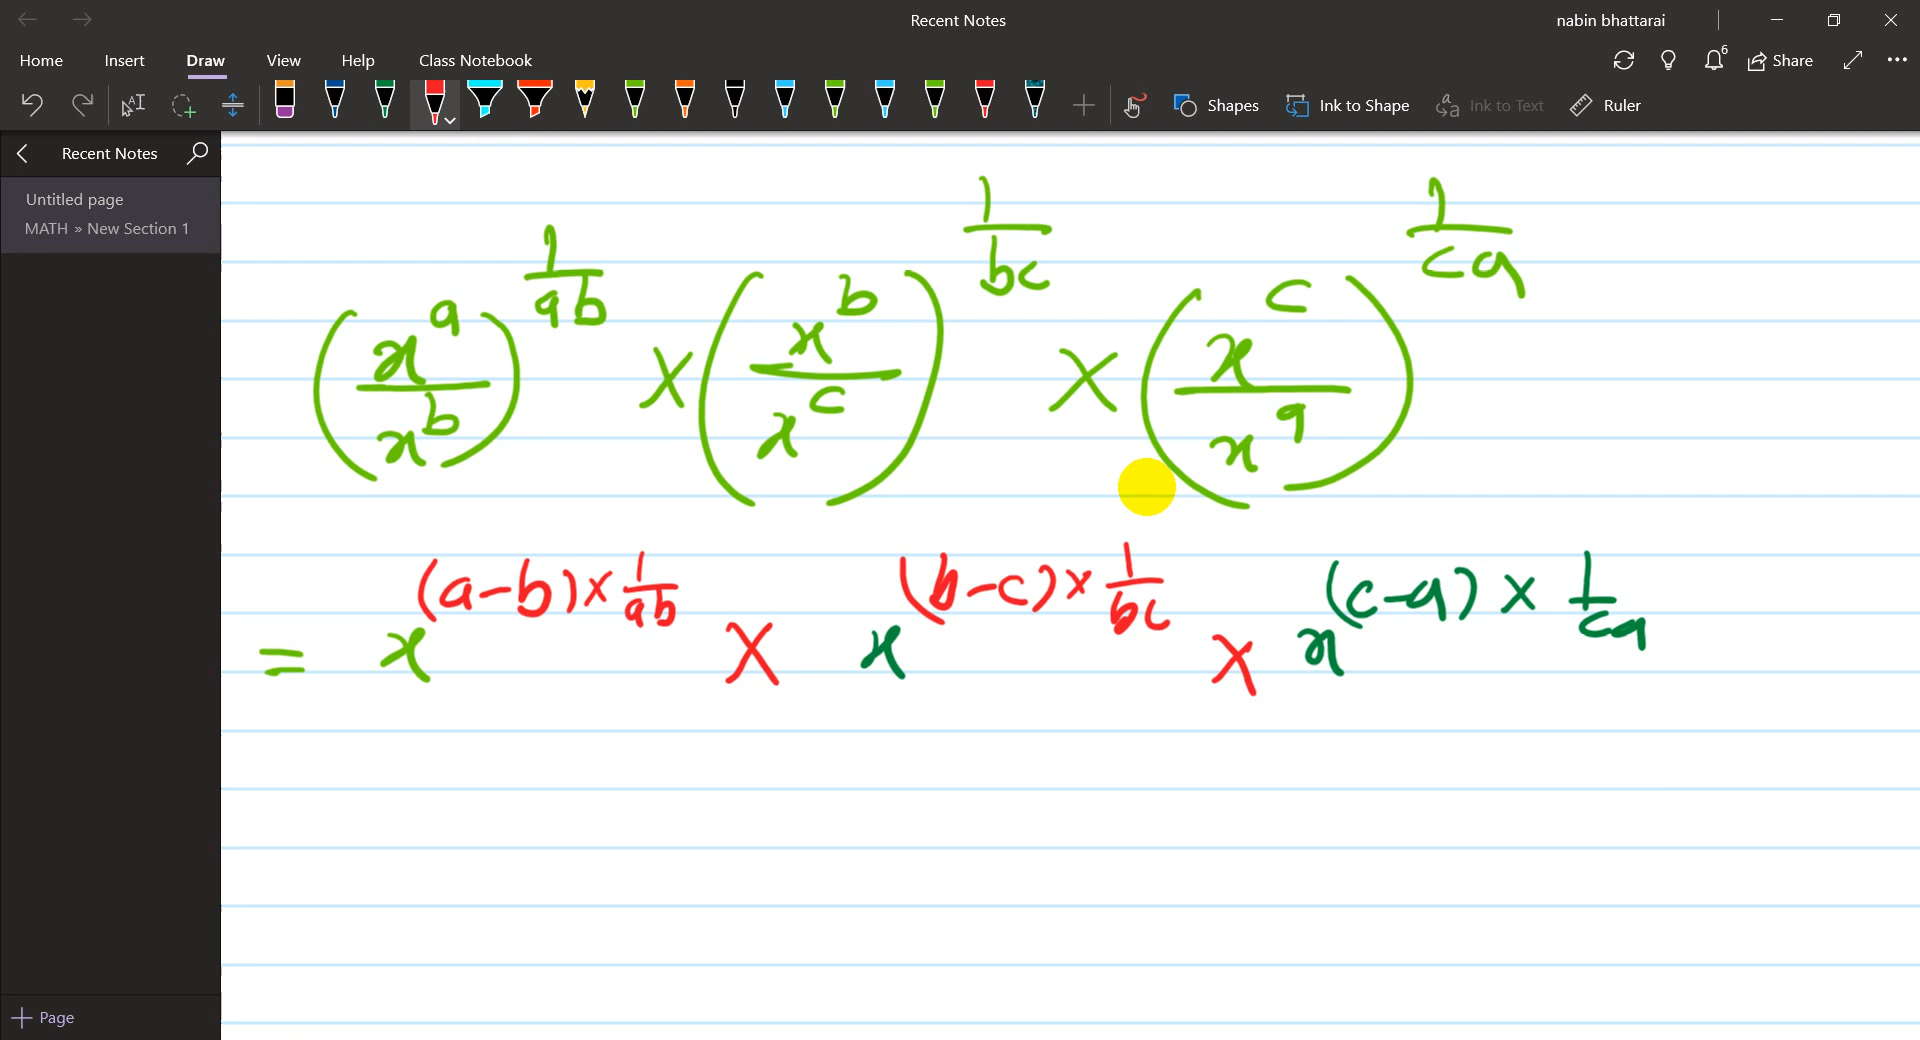 Recent Notes
nabin bhattarai
Home Insert Draw View Help Class Notebook
6
Share
Shapes Ink to Shape Ink to Text Ruler
Recent Notes
Untitled page
MATH » New Section 1
(x^a/x^b)^(1/ab) × (x^b/x^c)^(1/bc) × (x^c/x^a)^(1/ca)
= x^((a-b)×1/ab) × x^((b-c)×1/bc) × x^((c-a)×1/ca)
Page